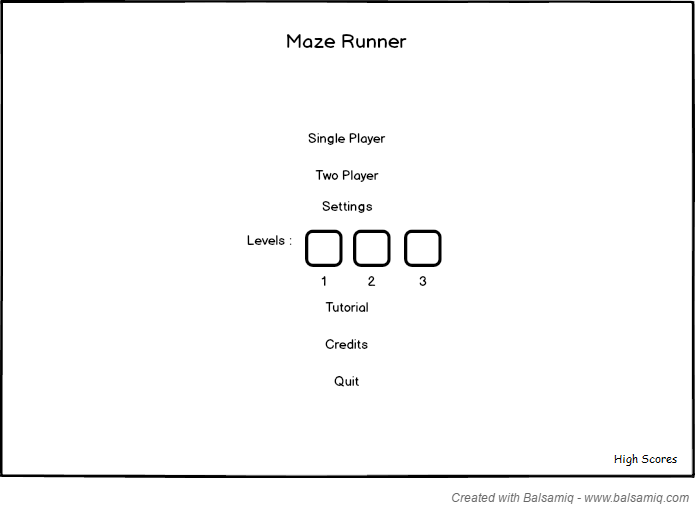 Maze Runner
Single Player
Two Player
Settings
Levels :
1 2 3
Tutorial
Credits
Quit
High Scores
Created with Balsamiq - www.balsamiq.com